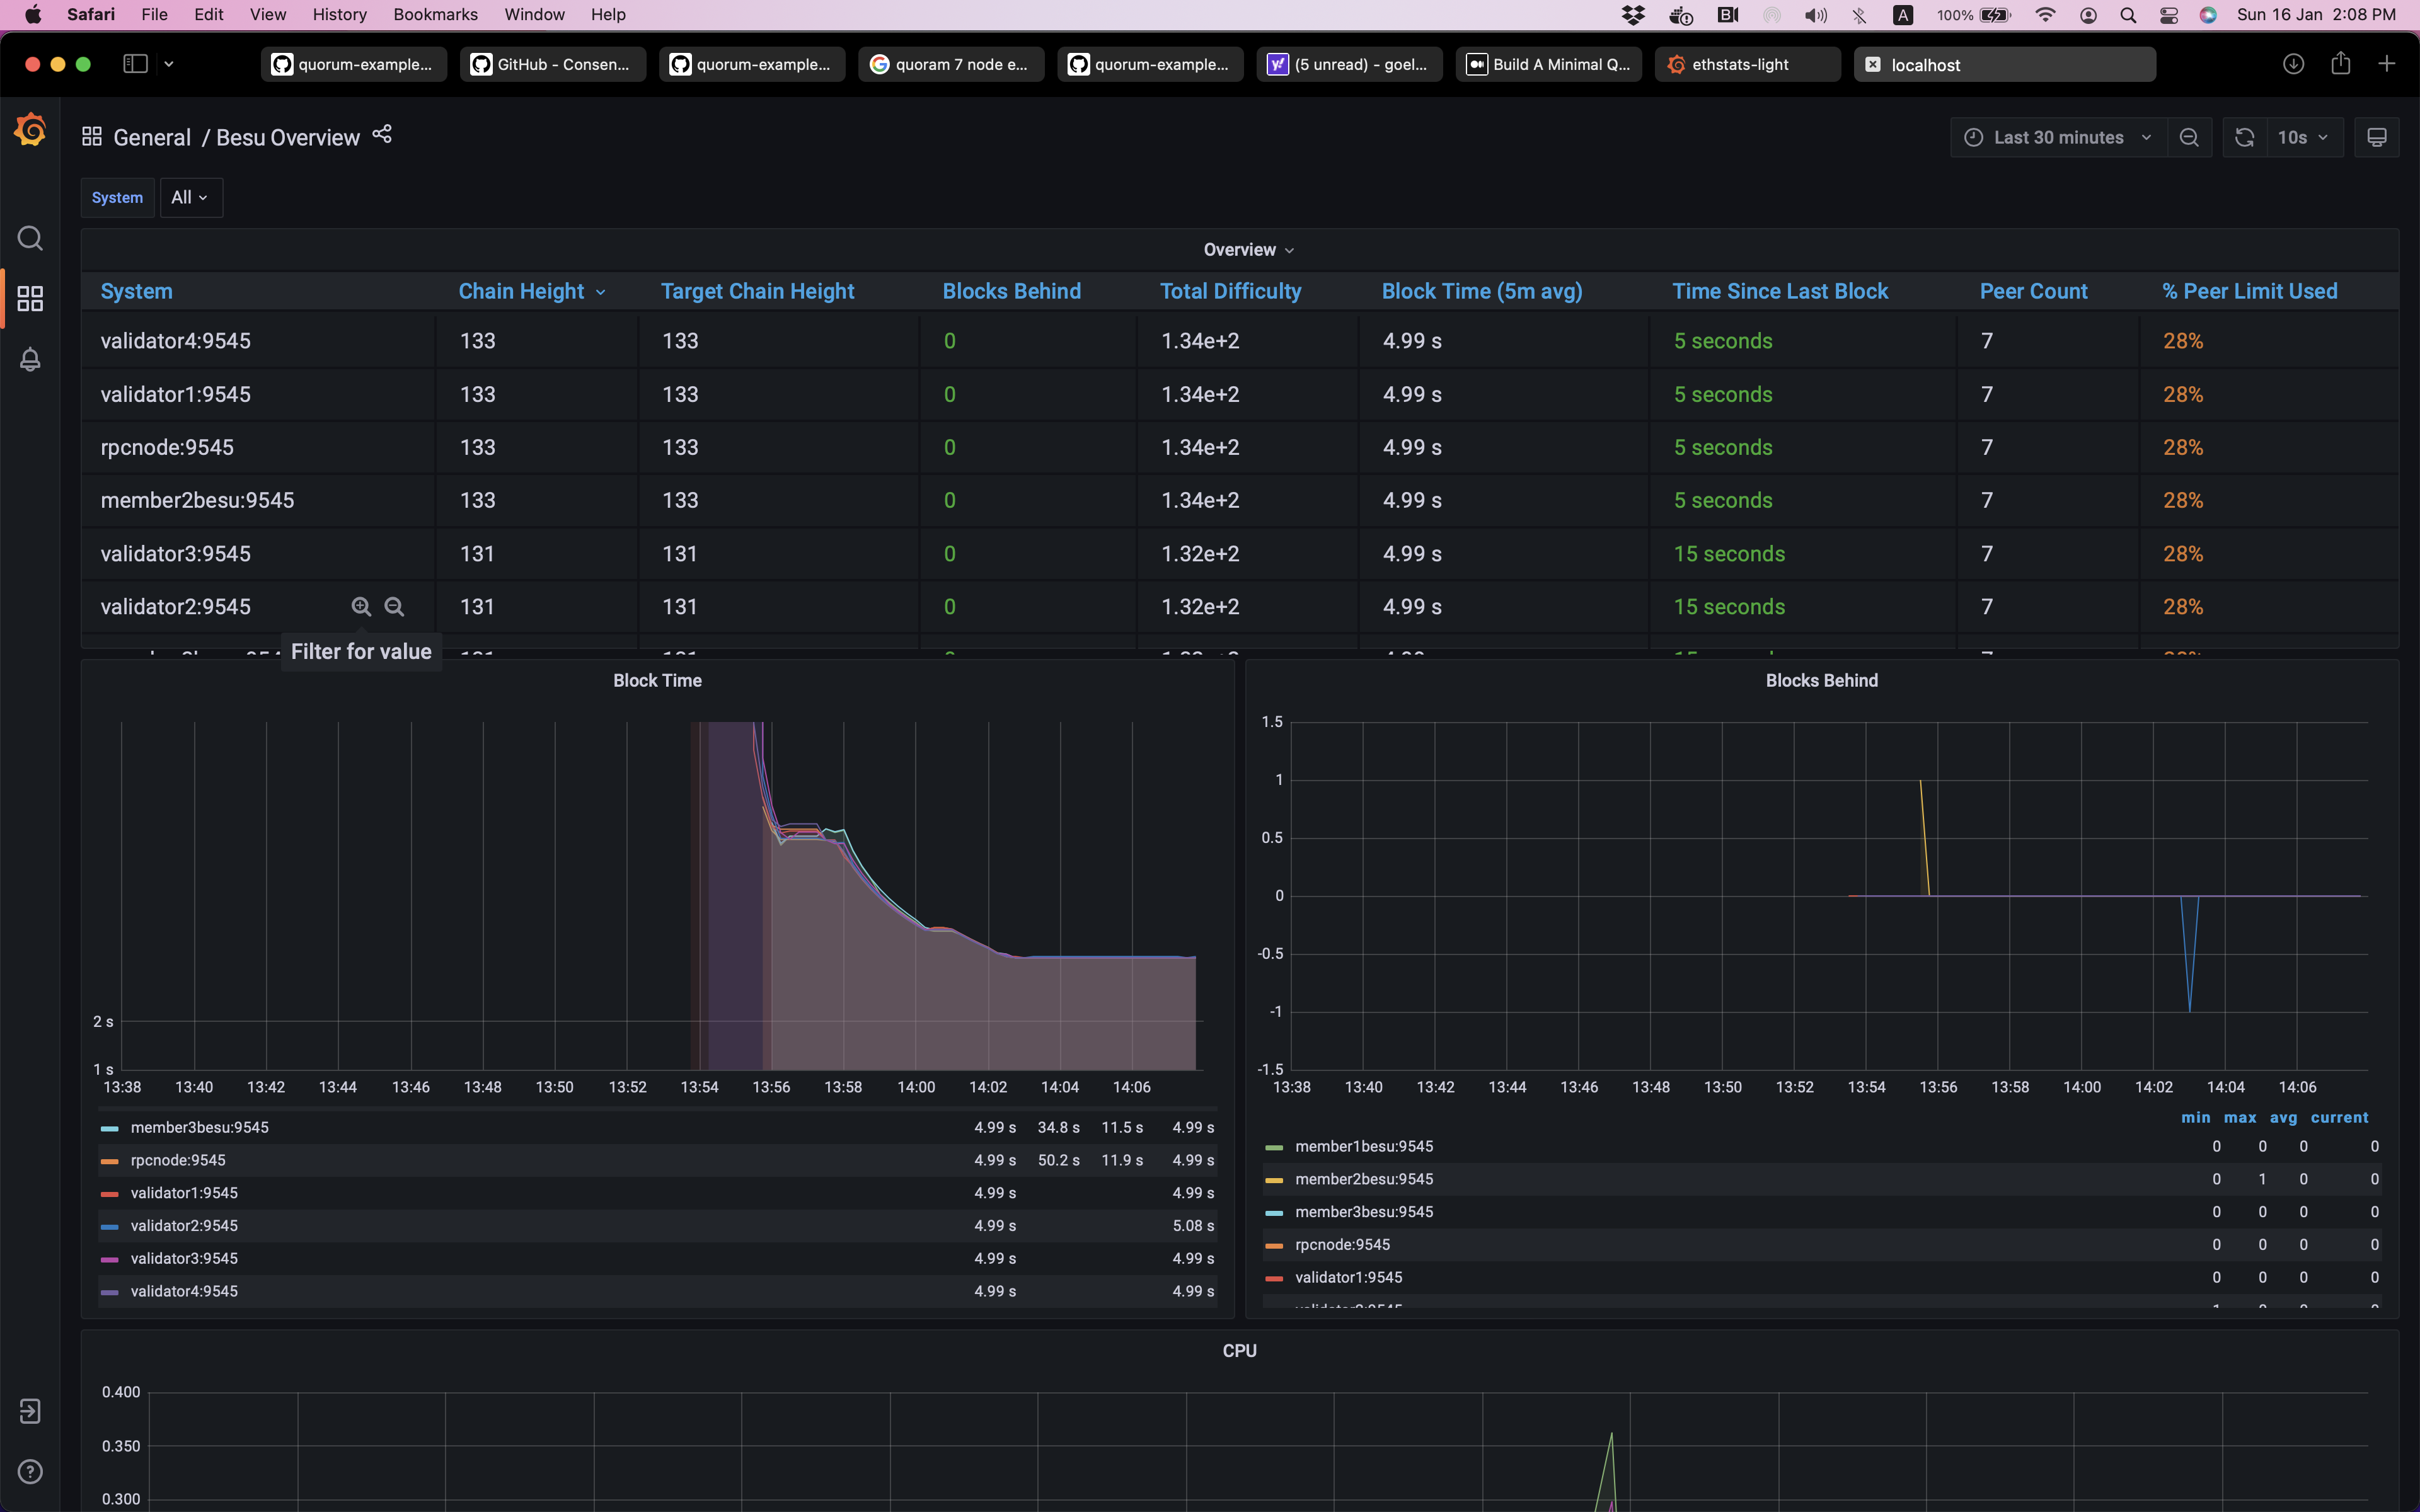 Safari File Edit View History Bookmarks Window Help A 100% Sun 16 Jan 2:08 PM
quorum-example... GitHub - Consen... quorum-example... quoram 7 node e... quorum-example... (5 unread) - goel... Build A Minimal Q... ethstats-light localhost
General / Besu Overview Last 30 minutes 10s
System All
Overview
System Chain Height Target Chain Height Blocks Behind Total Difficulty Block Time (5m avg) Time Since Last Block Peer Count % Peer Limit Used
validator4:9545 133 133 0 1.34e+2 4.99 s 5 seconds 7 28%
validator1:9545 133 133 0 1.34e+2 4.99 s 5 seconds 7 28%
rpcnode:9545 133 133 0 1.34e+2 4.99 s 5 seconds 7 28%
member2besu:9545 133 133 0 1.34e+2 4.99 s 5 seconds 7 28%
validator3:9545 131 131 0 1.32e+2 4.99 s 15 seconds 7 28%
validator2:9545 131 131 0 1.32e+2 4.99 s 15 seconds 7 28%
Filter for value
Block Time
2 s
1 s
13:38 13:40 13:42 13:44 13:46 13:48 13:50 13:52 13:54 13:56 13:58 14:00 14:02 14:04 14:06
member3besu:9545 4.99 s 34.8 s 11.5 s 4.99 s
rpcnode:9545 4.99 s 50.2 s 11.9 s 4.99 s
validator1:9545 4.99 s 4.99 s
validator2:9545 4.99 s 5.08 s
validator3:9545 4.99 s 4.99 s
validator4:9545 4.99 s 4.99 s
Blocks Behind
1.5
1
0.5
0
-0.5
-1
-1.5
13:38 13:40 13:42 13:44 13:46 13:48 13:50 13:52 13:54 13:56 13:58 14:00 14:02 14:04 14:06
min max avg current
member1besu:9545 0 0 0 0
member2besu:9545 0 1 0 0
member3besu:9545 0 0 0 0
rpcnode:9545 0 0 0 0
validator1:9545 0 0 0 0
CPU
0.400
0.350
0.300